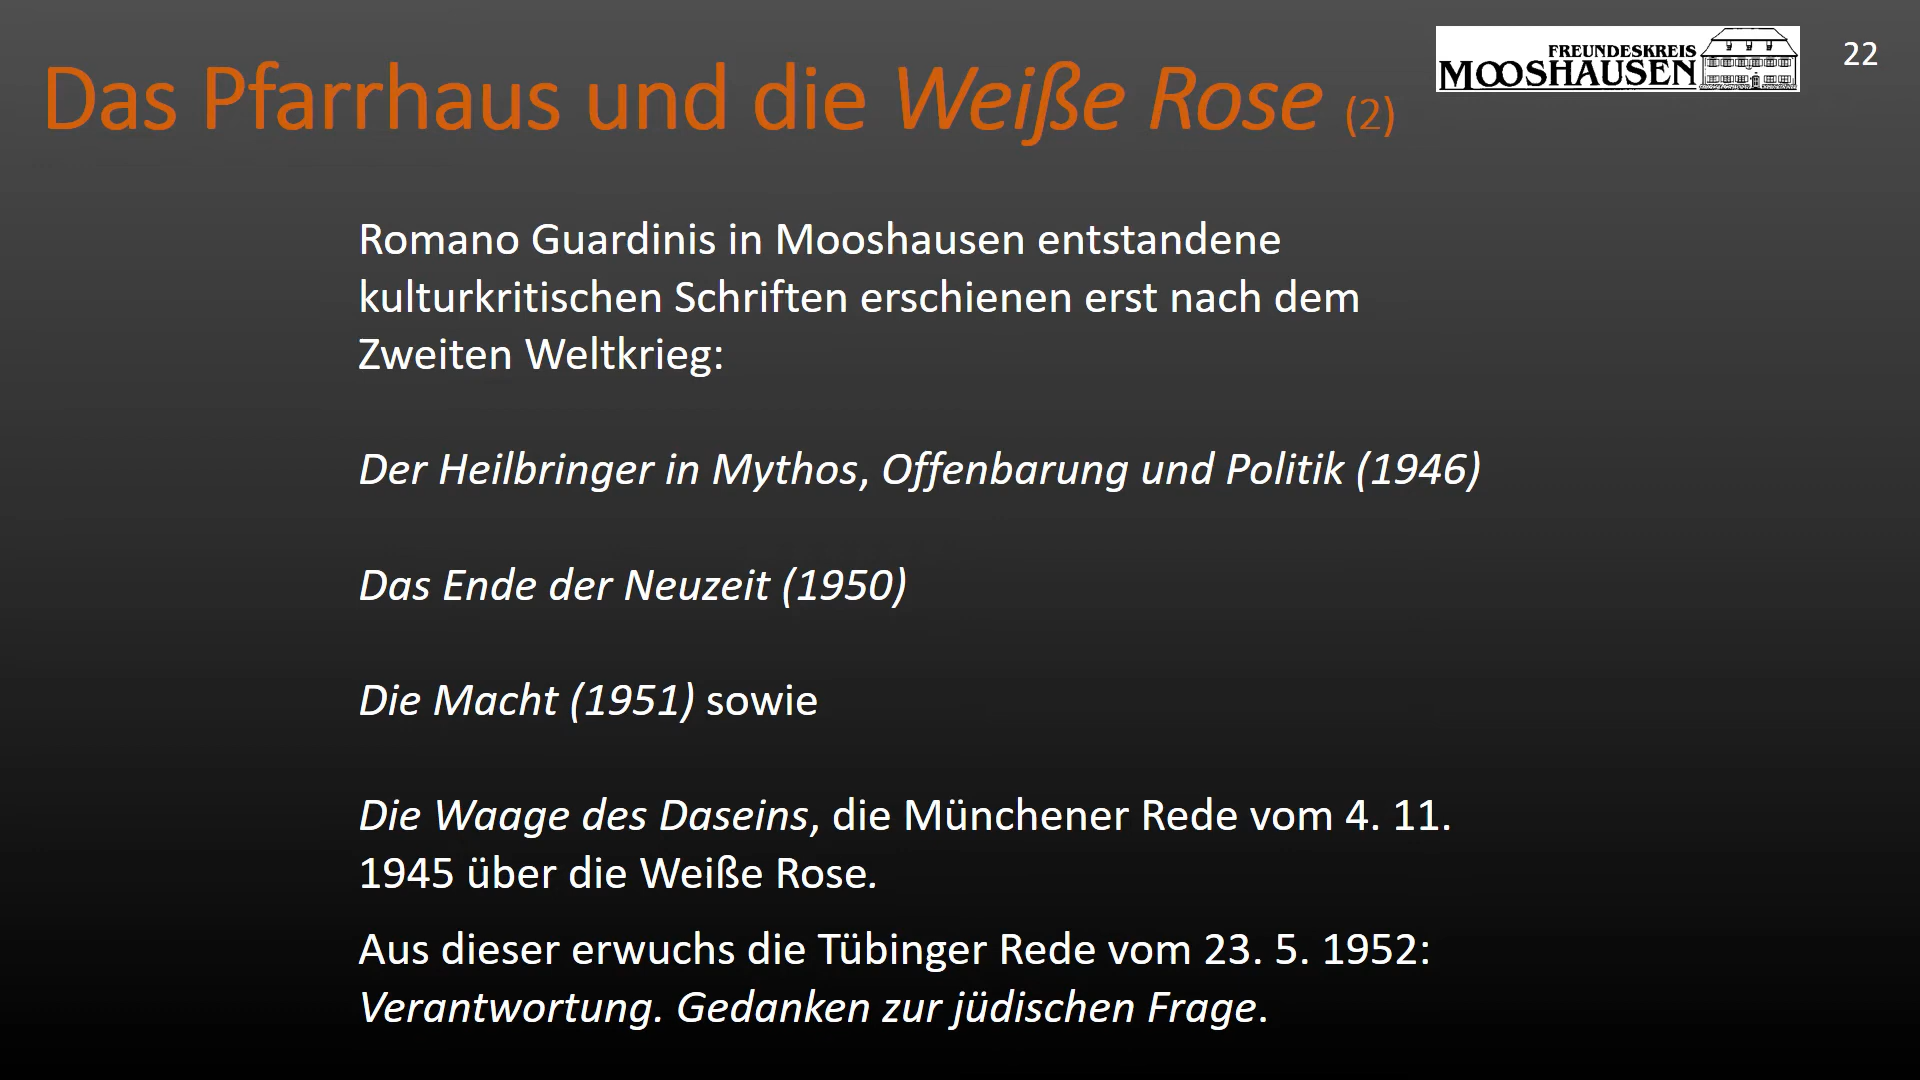 Das Pfarrhaus und die Weiße Rose (2)
FREUNDESKREIS
MOOSHAUSEN
22
Romano Guardinis in Mooshausen entstandene
kulturkritischen Schriften erschienen erst nach dem
Zweiten Weltkrieg:
Der Heilbringer in Mythos, Offenbarung und Politik (1946)
Das Ende der Neuzeit (1950)
Die Macht (1951) sowie
Die Waage des Daseins, die Münchener Rede vom 4. 11.
1945 über die Weiße Rose.
Aus dieser erwuchs die Tübinger Rede vom 23. 5. 1952:
Verantwortung. Gedanken zur jüdischen Frage.